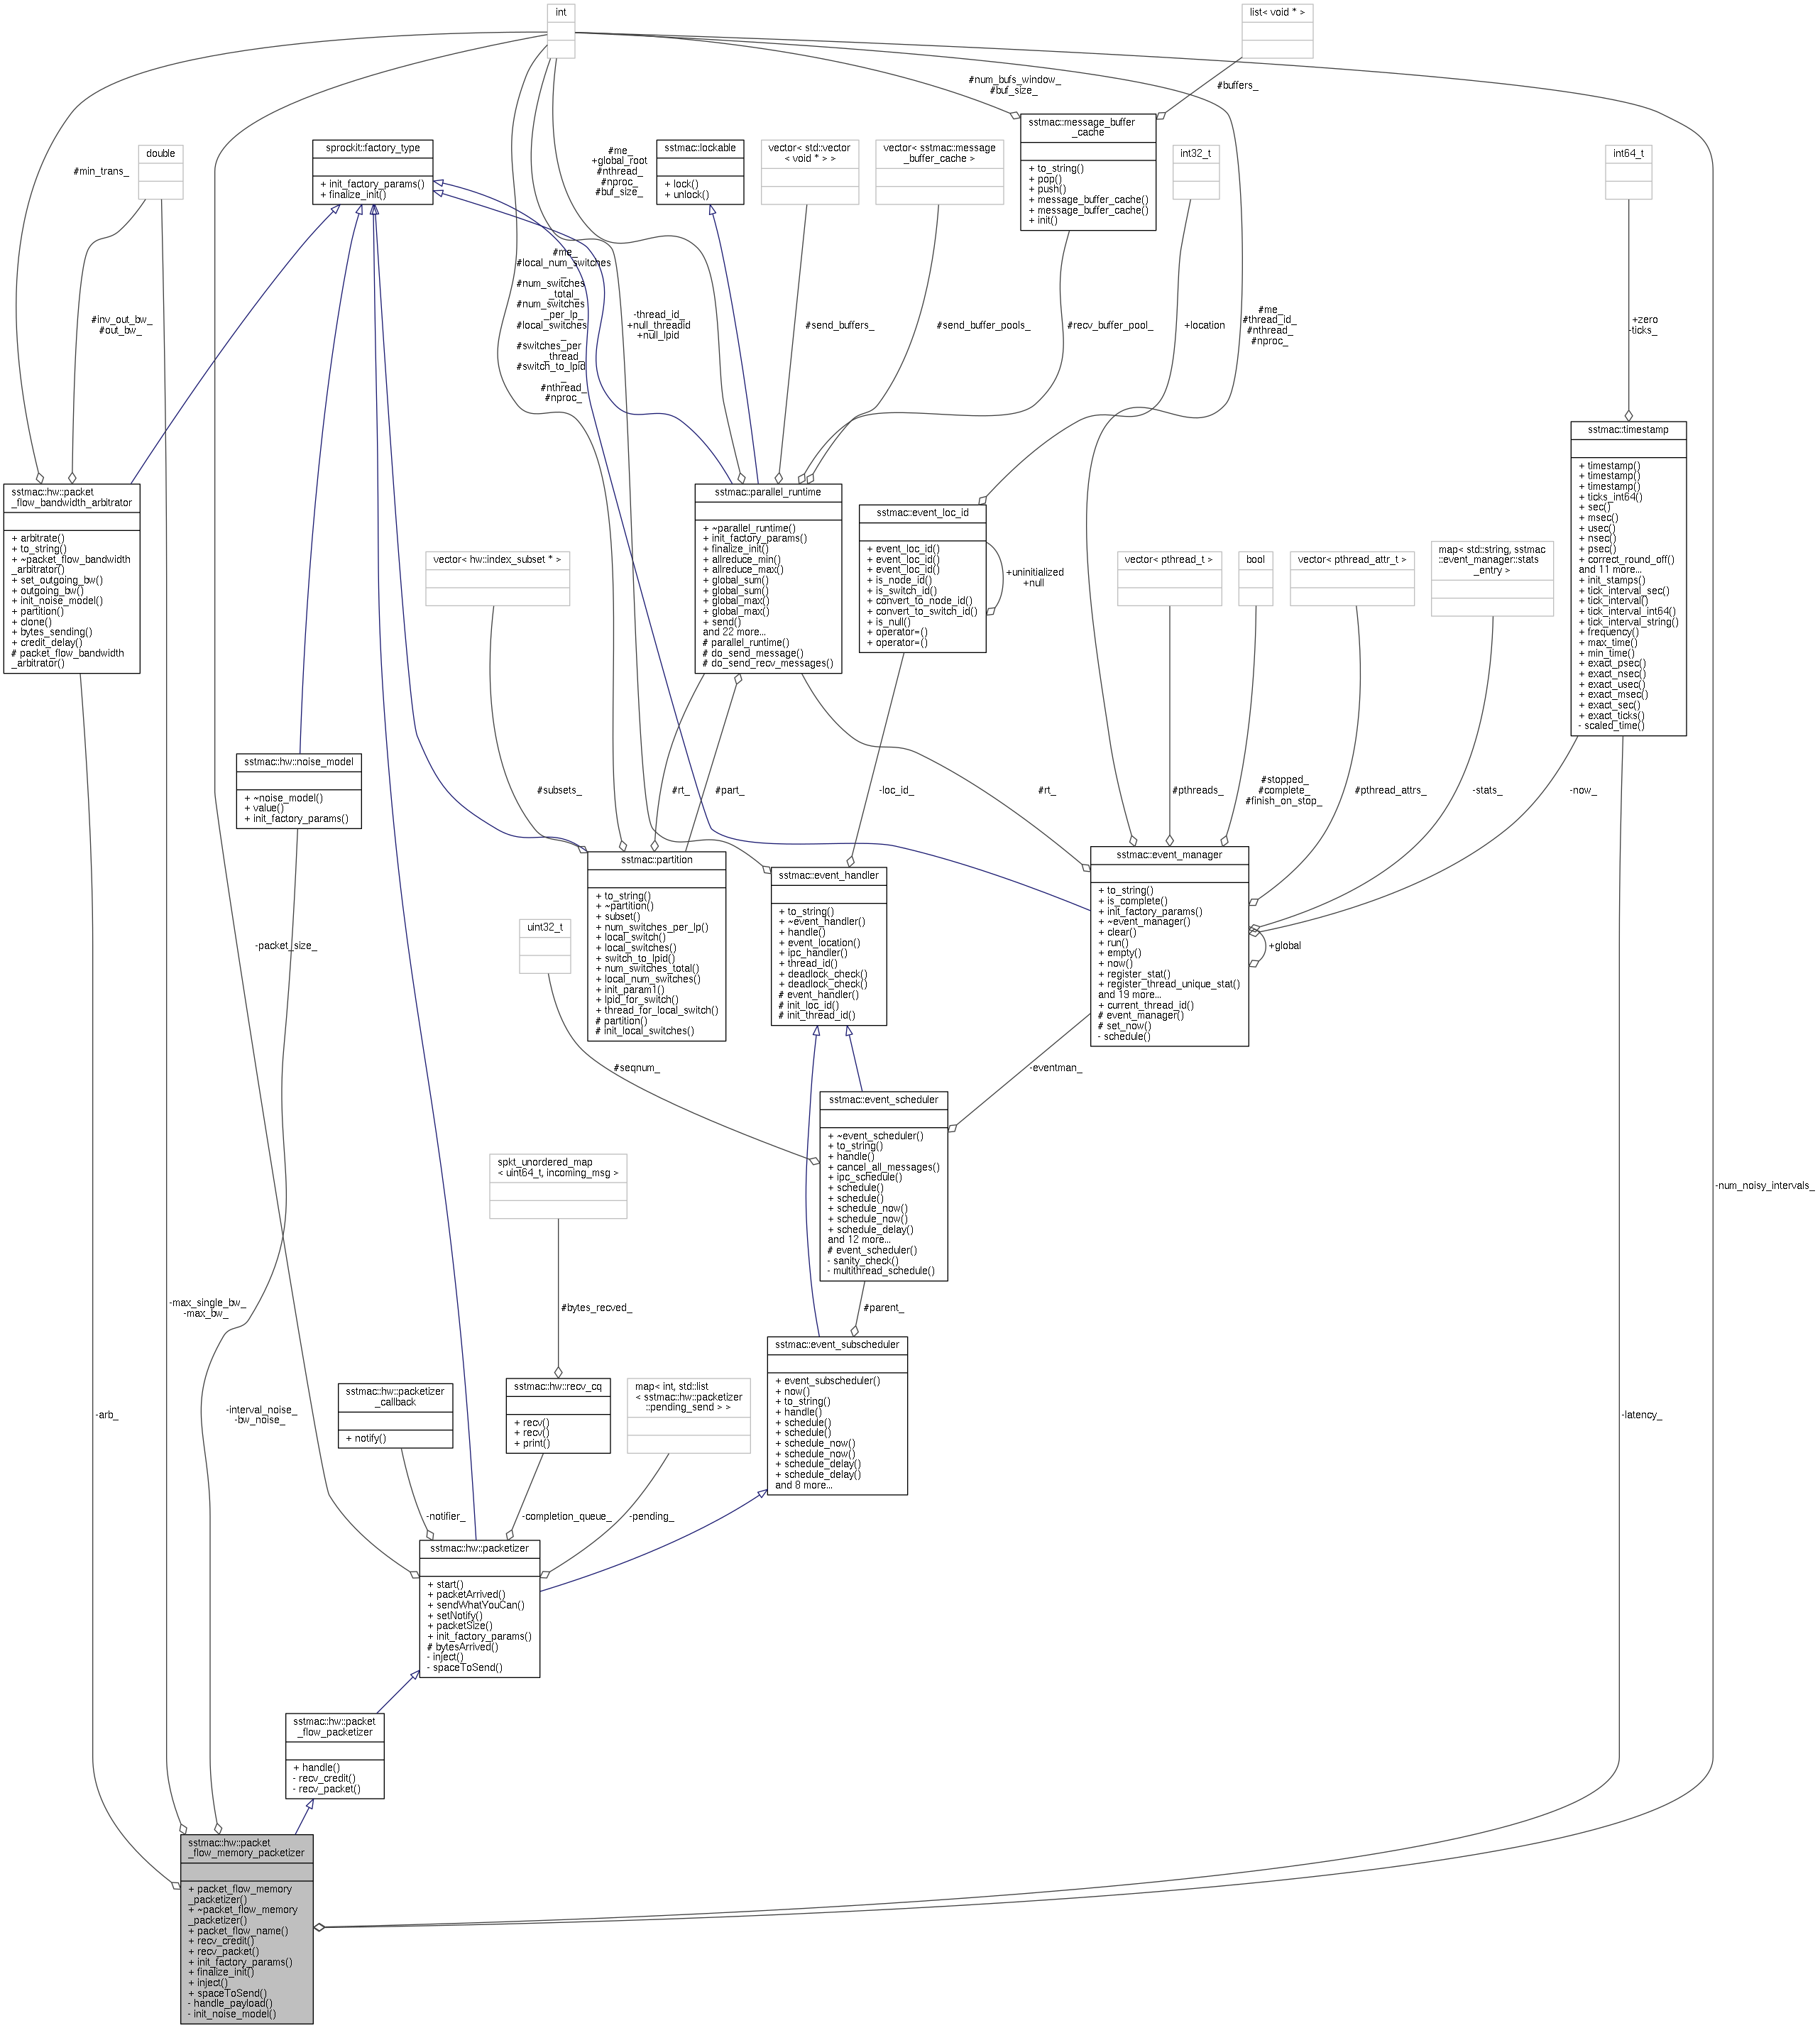 int
list< void * >
#num_bufs_window_
#buf_size_
#buffers_
sstmac::message_buffer
_cache
+ to_string()
+ pop()
+ push()
+ message_buffer_cache()
+ message_buffer_cache()
+ init()
double
#min_trans_
sprockit::factory_type
+ init_factory_params()
+ finalize_init()
#me_
+global_root
#nthread_
#nproc_
#buf_size_
sstmac::lockable
+ lock()
+ unlock()
vector< std::vector
< void * > >
vector< sstmac::message
_buffer_cache >
int32_t
int64_t
#inv_out_bw_
#out_bw_
#me_
#local_num_switches
_
#num_switches
_total_
#num_switches
_per_lp_
#local_switches
_
#switches_per
_thread_
#switch_to_lpid
_
#nthread_
#nproc_
-thread_id_
+null_threadid
+null_lpid
#send_buffers_
#send_buffer_pools_
#recv_buffer_pool_
+location
#me_
#thread_id_
#nthread_
#nproc_
+zero
-ticks_
sstmac::hw::packet
_flow_bandwidth_arbitrator
+ arbitrate()
+ to_string()
+ ~packet_flow_bandwidth
_arbitrator()
+ set_outgoing_bw()
+ outgoing_bw()
+ init_noise_model()
+ partition()
+ clone()
+ bytes_sending()
+ credit_delay()
# packet_flow_bandwidth
_arbitrator()
sstmac::parallel_runtime
+ ~parallel_runtime()
+ init_factory_params()
+ finalize_init()
+ allreduce_min()
+ allreduce_max()
+ global_sum()
+ global_sum()
+ global_max()
+ global_max()
+ send()
and 22 more...
# parallel_runtime()
# do_send_message()
# do_send_recv_messages()
sstmac::event_loc_id
+ event_loc_id()
+ event_loc_id()
+ event_loc_id()
+ is_node_id()
+ is_switch_id()
+ convert_to_node_id()
+ convert_to_switch_id()
+ is_null()
+ operator=()
+ operator=()
+uninitialized
+null
sstmac::timestamp
+ timestamp()
+ timestamp()
+ timestamp()
+ ticks_int64()
+ sec()
+ msec()
+ usec()
+ nsec()
+ psec()
+ correct_round_off()
and 11 more...
+ init_stamps()
+ tick_interval_sec()
+ tick_interval()
+ tick_interval_int64()
+ tick_interval_string()
+ frequency()
+ max_time()
+ min_time()
+ exact_psec()
+ exact_nsec()
+ exact_usec()
+ exact_msec()
+ exact_sec()
+ exact_ticks()
- scaled_time()
vector< hw::index_subset * >
vector< pthread_t >
bool
vector< pthread_attr_t >
map< std::string, sstmac
::event_manager::stats
_entry >
sstmac::hw::noise_model
+ ~noise_model()
+ value()
+ init_factory_params()
#subsets_
#rt_
#part_
-loc_id_
#rt_
#pthreads_
#stopped_
#complete_
#finish_on_stop_
#pthread_attrs_
-stats_
-now_
sstmac::partition
+ to_string()
+ ~partition()
+ subset()
+ num_switches_per_lp()
+ local_switch()
+ local_switches()
+ switch_to_lpid()
+ num_switches_total()
+ local_num_switches()
+ init_param1()
+ lpid_for_switch()
+ thread_for_local_switch()
# partition()
# init_local_switches()
sstmac::event_handler
+ to_string()
+ ~event_handler()
+ handle()
+ event_location()
+ ipc_handler()
+ thread_id()
+ deadlock_check()
+ deadlock_check()
# event_handler()
# init_loc_id()
# init_thread_id()
sstmac::event_manager
+ to_string()
+ is_complete()
+ init_factory_params()
+ ~event_manager()
+ clear()
+ run()
+ empty()
+ now()
+ register_stat()
+ register_thread_unique_stat()
and 19 more...
+ current_thread_id()
# event_manager()
# set_now()
- schedule()
+global
uint32_t
-packet_size_
#seqnum_
-eventman_
sstmac::event_scheduler
+ ~event_scheduler()
+ to_string()
+ handle()
+ cancel_all_messages()
+ ipc_schedule()
+ schedule()
+ schedule()
+ schedule_now()
+ schedule_now()
+ schedule_delay()
and 12 more...
# event_scheduler()
- sanity_check()
- multithread_schedule()
-num_noisy_intervals_
spkt_unordered_map
< uint64_t, incoming_msg >
-max_single_bw_
-max_bw_
#bytes_recved_
#parent_
sstmac::event_subscheduler
+ event_subscheduler()
+ now()
+ to_string()
+ handle()
+ schedule()
+ schedule()
+ schedule_now()
+ schedule_now()
+ schedule_delay()
+ schedule_delay()
and 8 more...
-arb_
-interval_noise_
-bw_noise_
sstmac::hw::packetizer
_callback
+ notify()
sstmac::hw::recv_cq
+ recv()
+ recv()
+ print()
map< int, std::list
< sstmac::hw::packetizer
::pending_send > >
-latency_
-notifier_
-completion_queue_
-pending_
sstmac::hw::packetizer
+ start()
+ packetArrived()
+ sendWhatYouCan()
+ setNotify()
+ packetSize()
+ init_factory_params()
# bytesArrived()
- inject()
- spaceToSend()
sstmac::hw::packet
_flow_packetizer
+ handle()
- recv_credit()
- recv_packet()
sstmac::hw::packet
_flow_memory_packetizer
+ packet_flow_memory
_packetizer()
+ ~packet_flow_memory
_packetizer()
+ packet_flow_name()
+ recv_credit()
+ recv_packet()
+ init_factory_params()
+ finalize_init()
+ inject()
+ spaceToSend()
- handle_payload()
- init_noise_model()